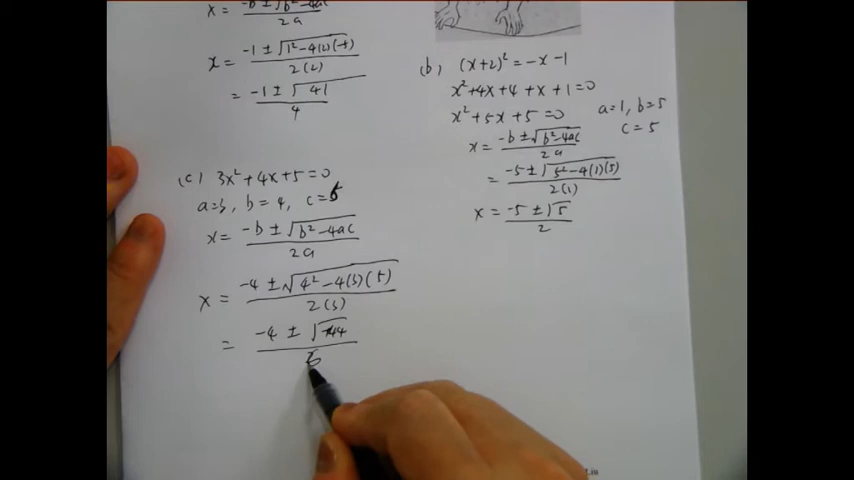 x = -b ± √b² - 4ac / 2a
x = -1 ± √1² - 4(2)(-5) / 2(2)
= -1 ± √41 / 4
(c) 3x² + 4x + 5 = 0
a=3, b = 4, c = 5
x = -b ± √b² - 4ac / 2a
x = -4 ± √4² - 4(3)(5) / 2(3)
= -4 ± √-44 / 6
(b) (x+2)² = -x - 1
x² + 4x + 4 + x + 1 = 0
x² + 5x + 5 = 0
a=1, b=5
c = 5
x = -b ± √b² - 4ac / 2a
= -5 ± √5² - 4(1)(5) / 2(1)
x = -5 ± √5 / 2